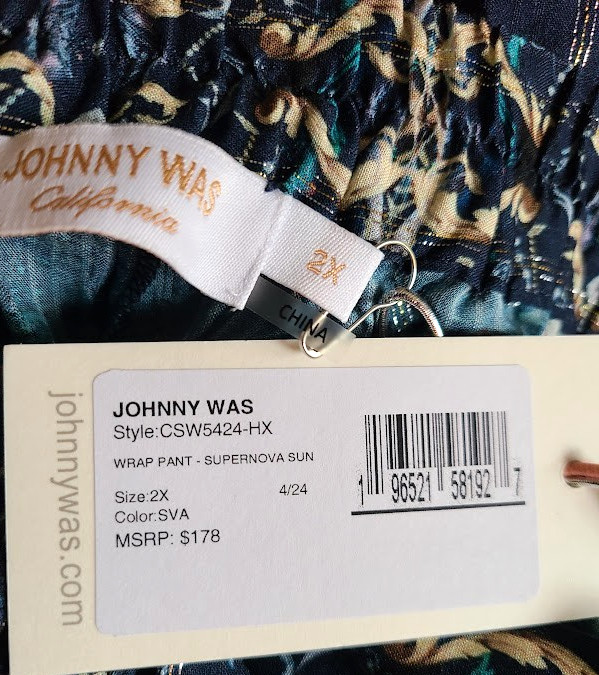 JOHNNY WAS
California
2X
CHINA
johnnywas.com
JOHNNY WAS
Style:CSW5424-HX
WRAP PANT - SUPERNOVA SUN
Size:2X 4/24
Color:SVA
MSRP: $178
1 96521 58192 7